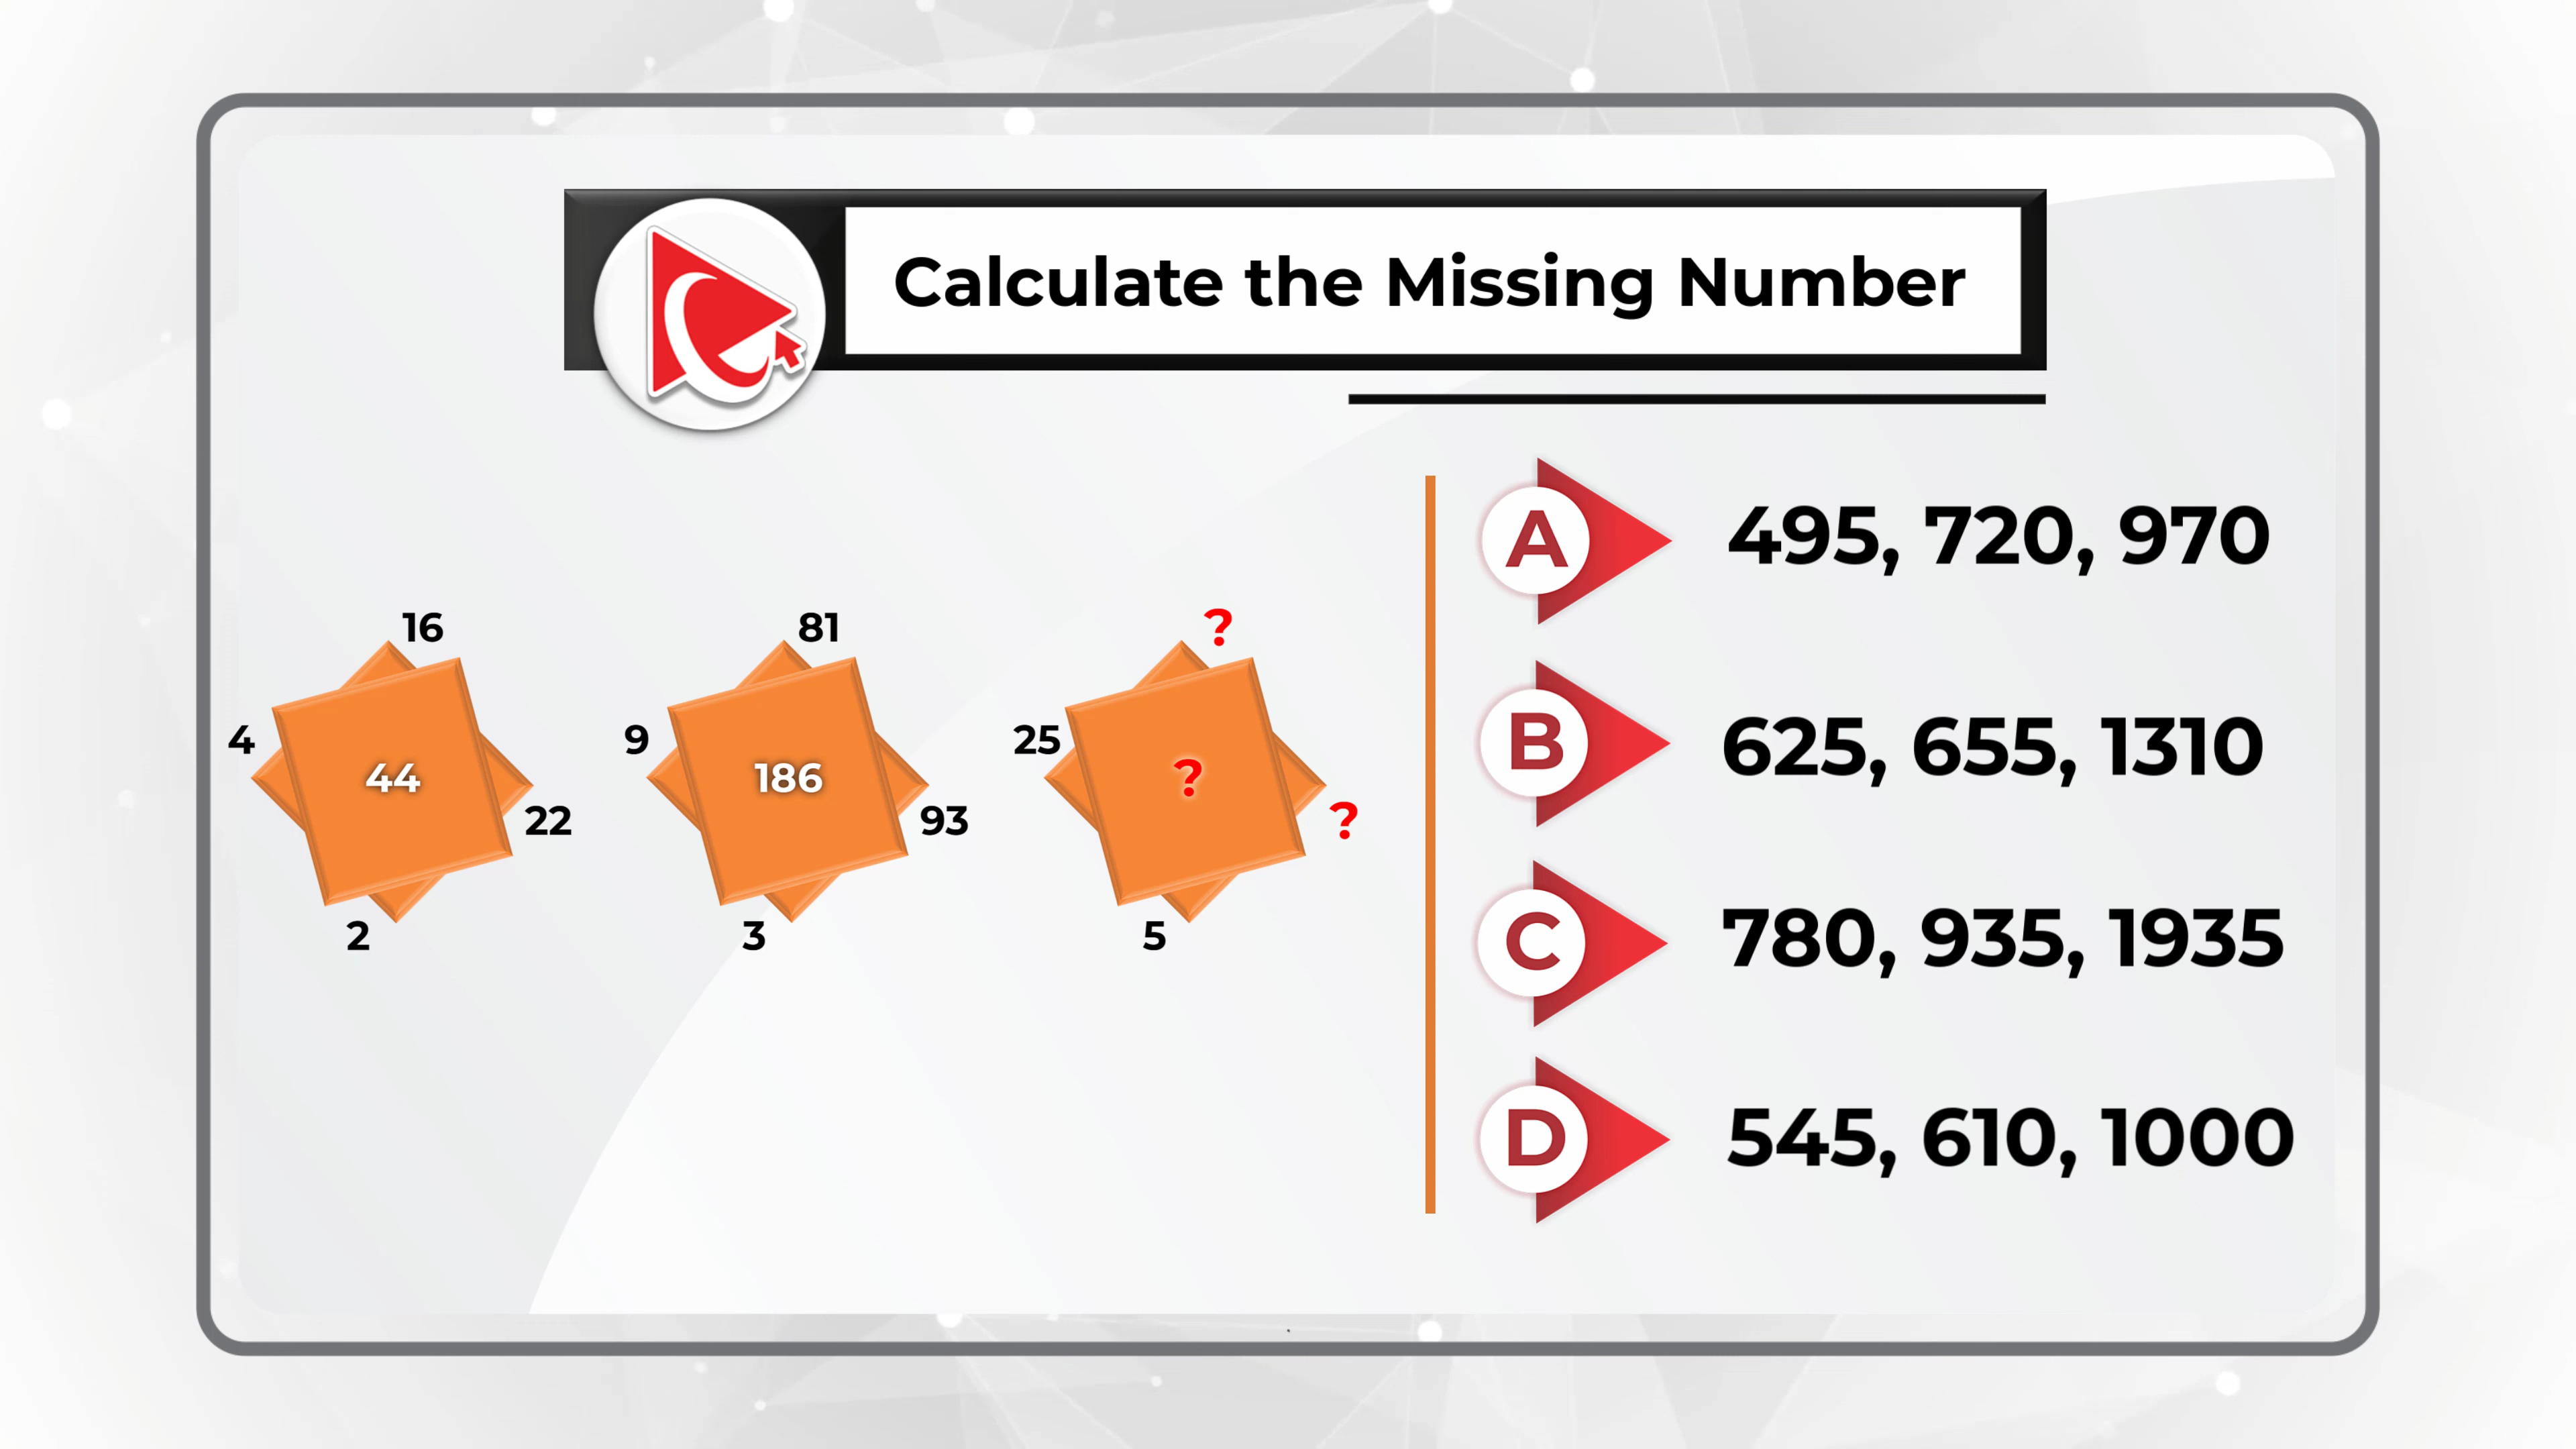 Calculate the Missing Number
16
4
44
22
2
81
9
186
93
3
?
25
?
?
5
A
495, 720, 970
B
625, 655, 1310
C
780, 935, 1935
D
545, 610, 1000